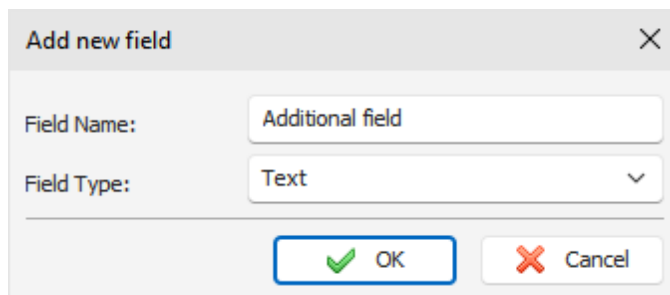 Add new field
Field Name: Additional field
Field Type: Text
OK Cancel